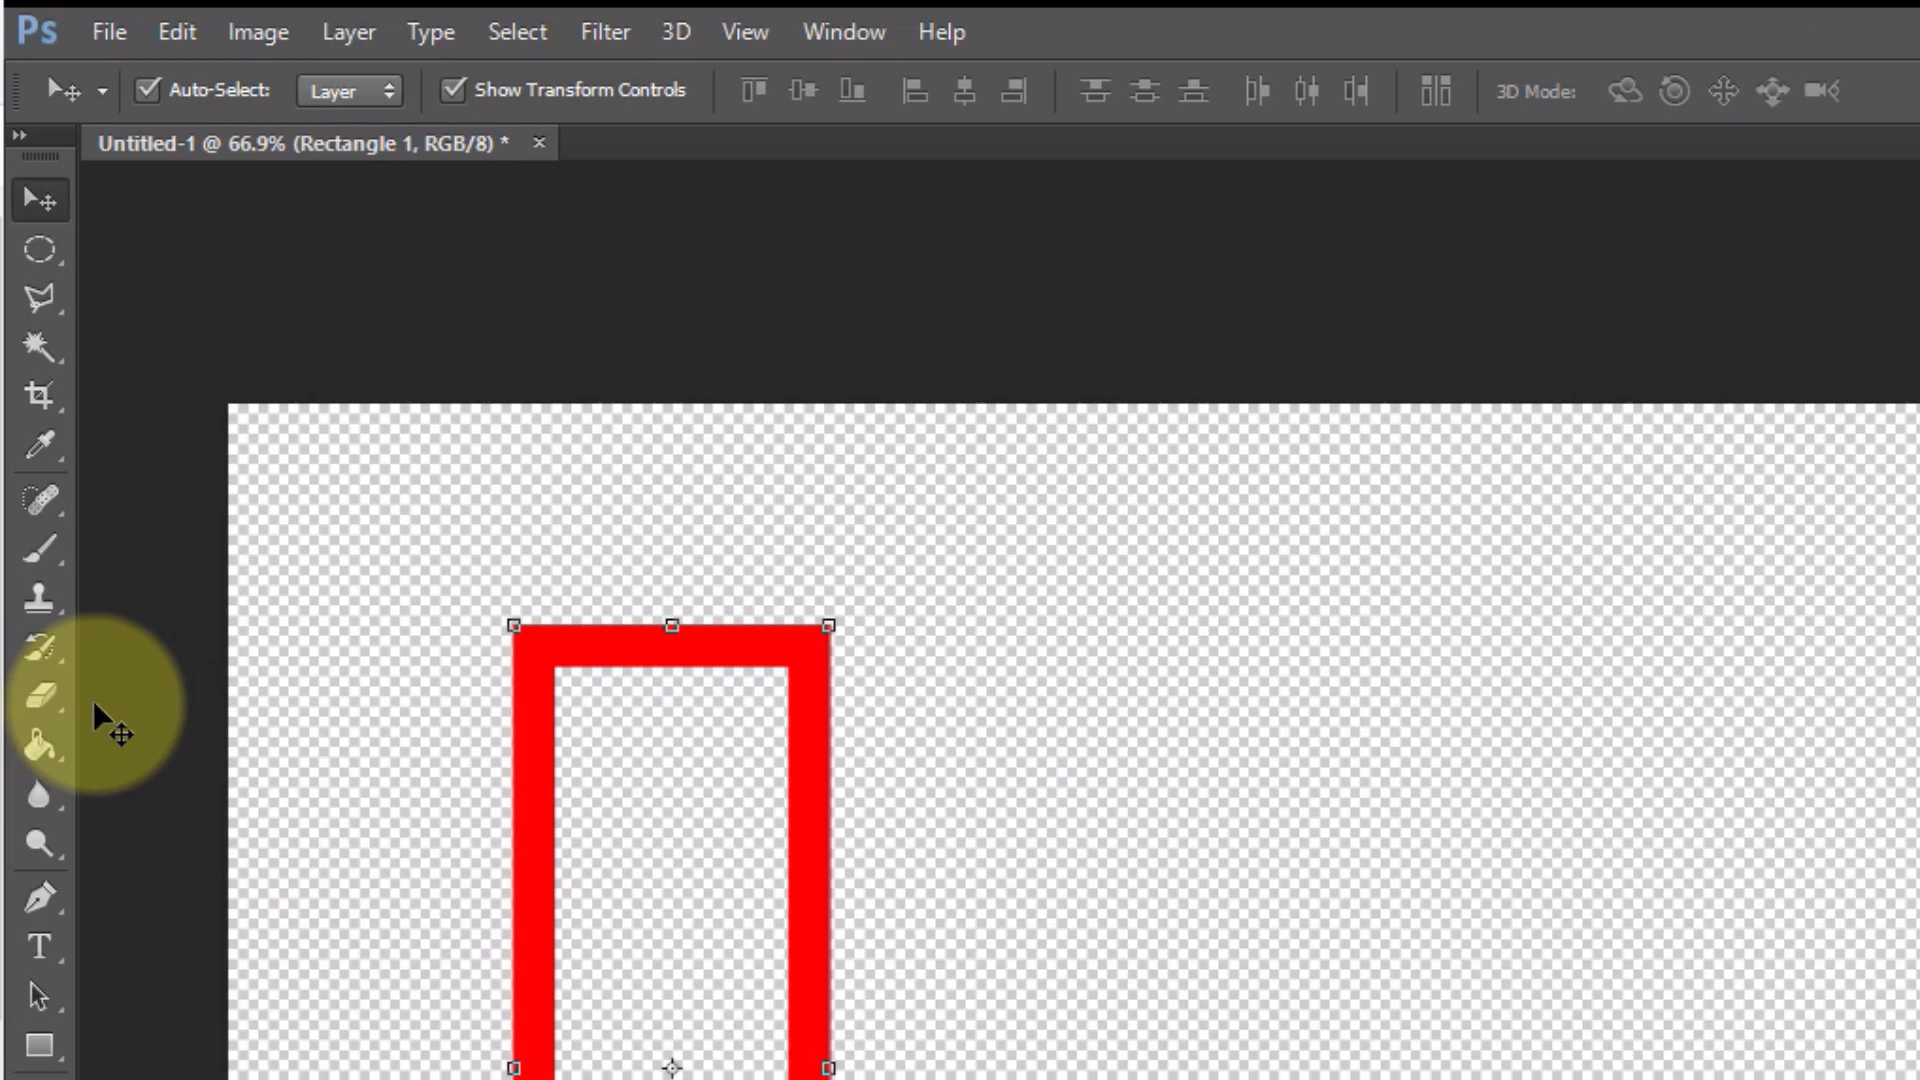 Ps File Edit Image Layer Type Select Filter 3D View Window Help
Auto-Select: Layer Show Transform Controls 3D Mode:
Untitled-1 @ 66.9% (Rectangle 1, RGB/8) * ×
T